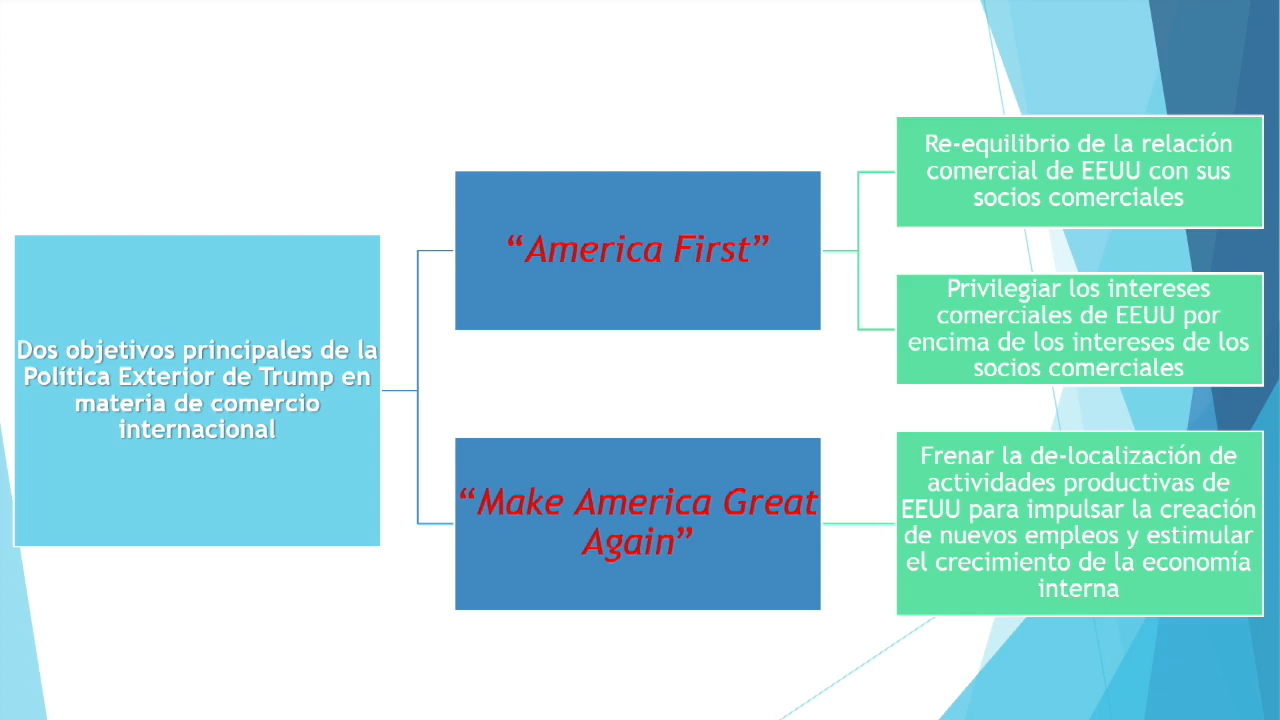 Dos objetivos principales de la
Política Exterior de Trump en
materia de comercio
internacional
“America First”
“Make America Great
Again”
Re-equilibrio de la relación
comercial de EEUU con sus
socios comerciales
Privilegiar los intereses
comerciales de EEUU por
encima de los intereses de los
socios comerciales
Frenar la de-localización de
actividades productivas de
EEUU para impulsar la creación
de nuevos empleos y estimular
el crecimiento de la economía
interna